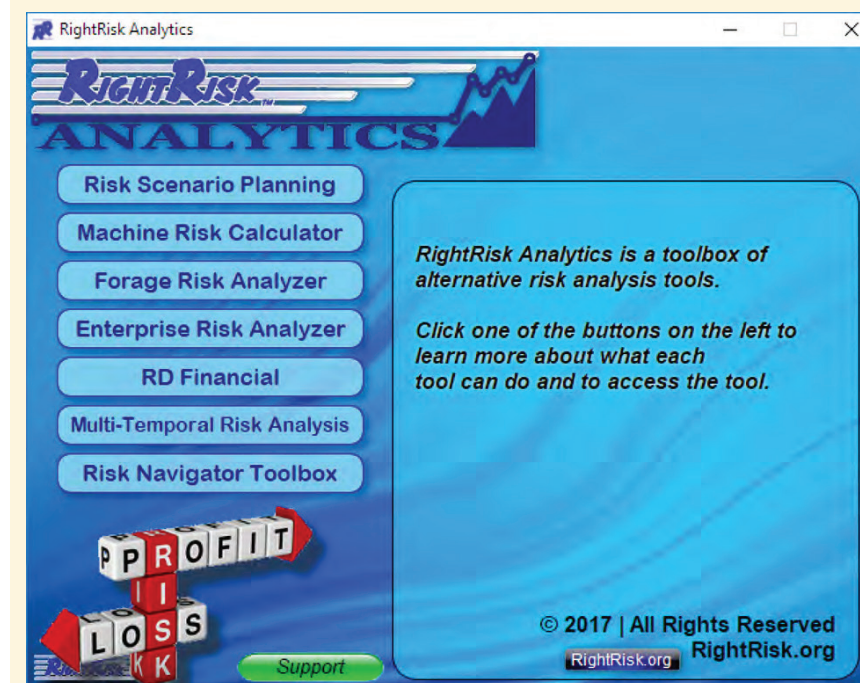 RightRisk Analytics
RIGHTRISK™
ANALYTICS
Risk Scenario Planning
Machine Risk Calculator
Forage Risk Analyzer
Enterprise Risk Analyzer
RD Financial
Multi-Temporal Risk Analysis
Risk Navigator Toolbox
RightRisk Analytics is a toolbox of
alternative risk analysis tools.
Click one of the buttons on the left to
learn more about what each
tool can do and to access the tool.
PROFIT
RISK
LOSS
Support
© 2017 | All Rights Reserved
RightRisk.org
RightRisk.org